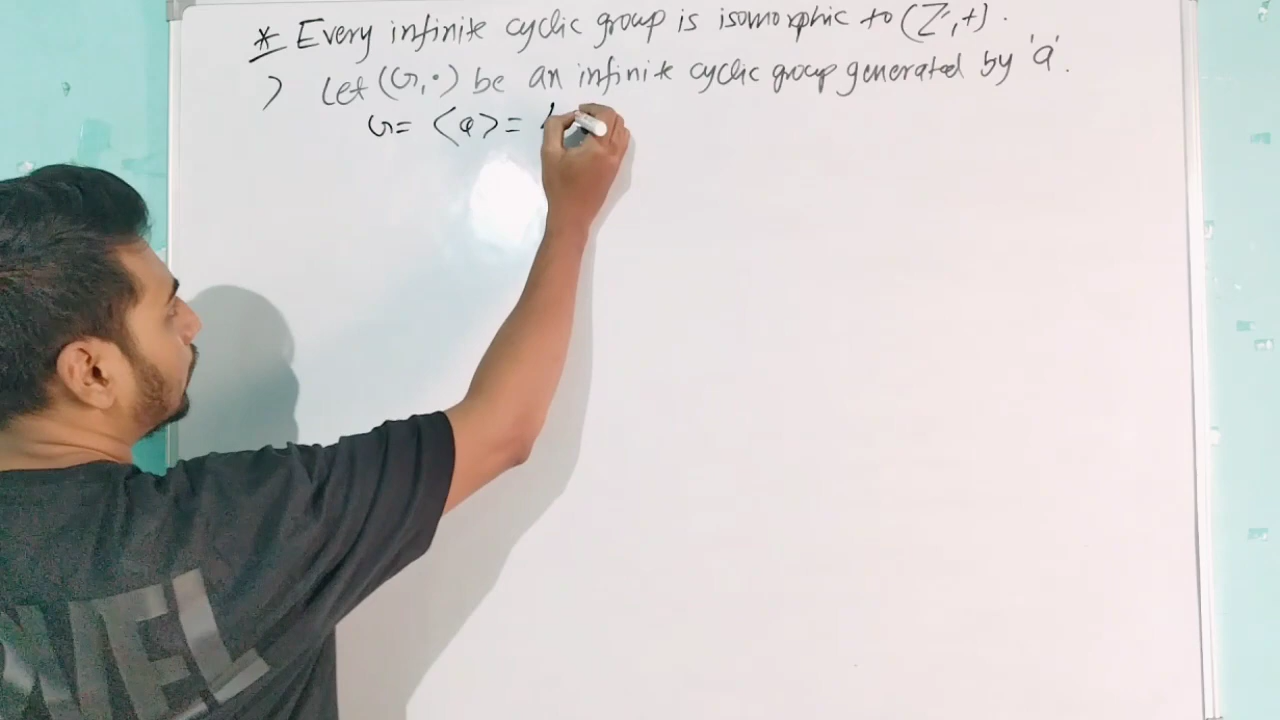 * Every infinite cyclic group is isomorphic to (Z, +).
> Let (G, ·) be an infinite cyclic group generated by 'a'.
G = <a> = {